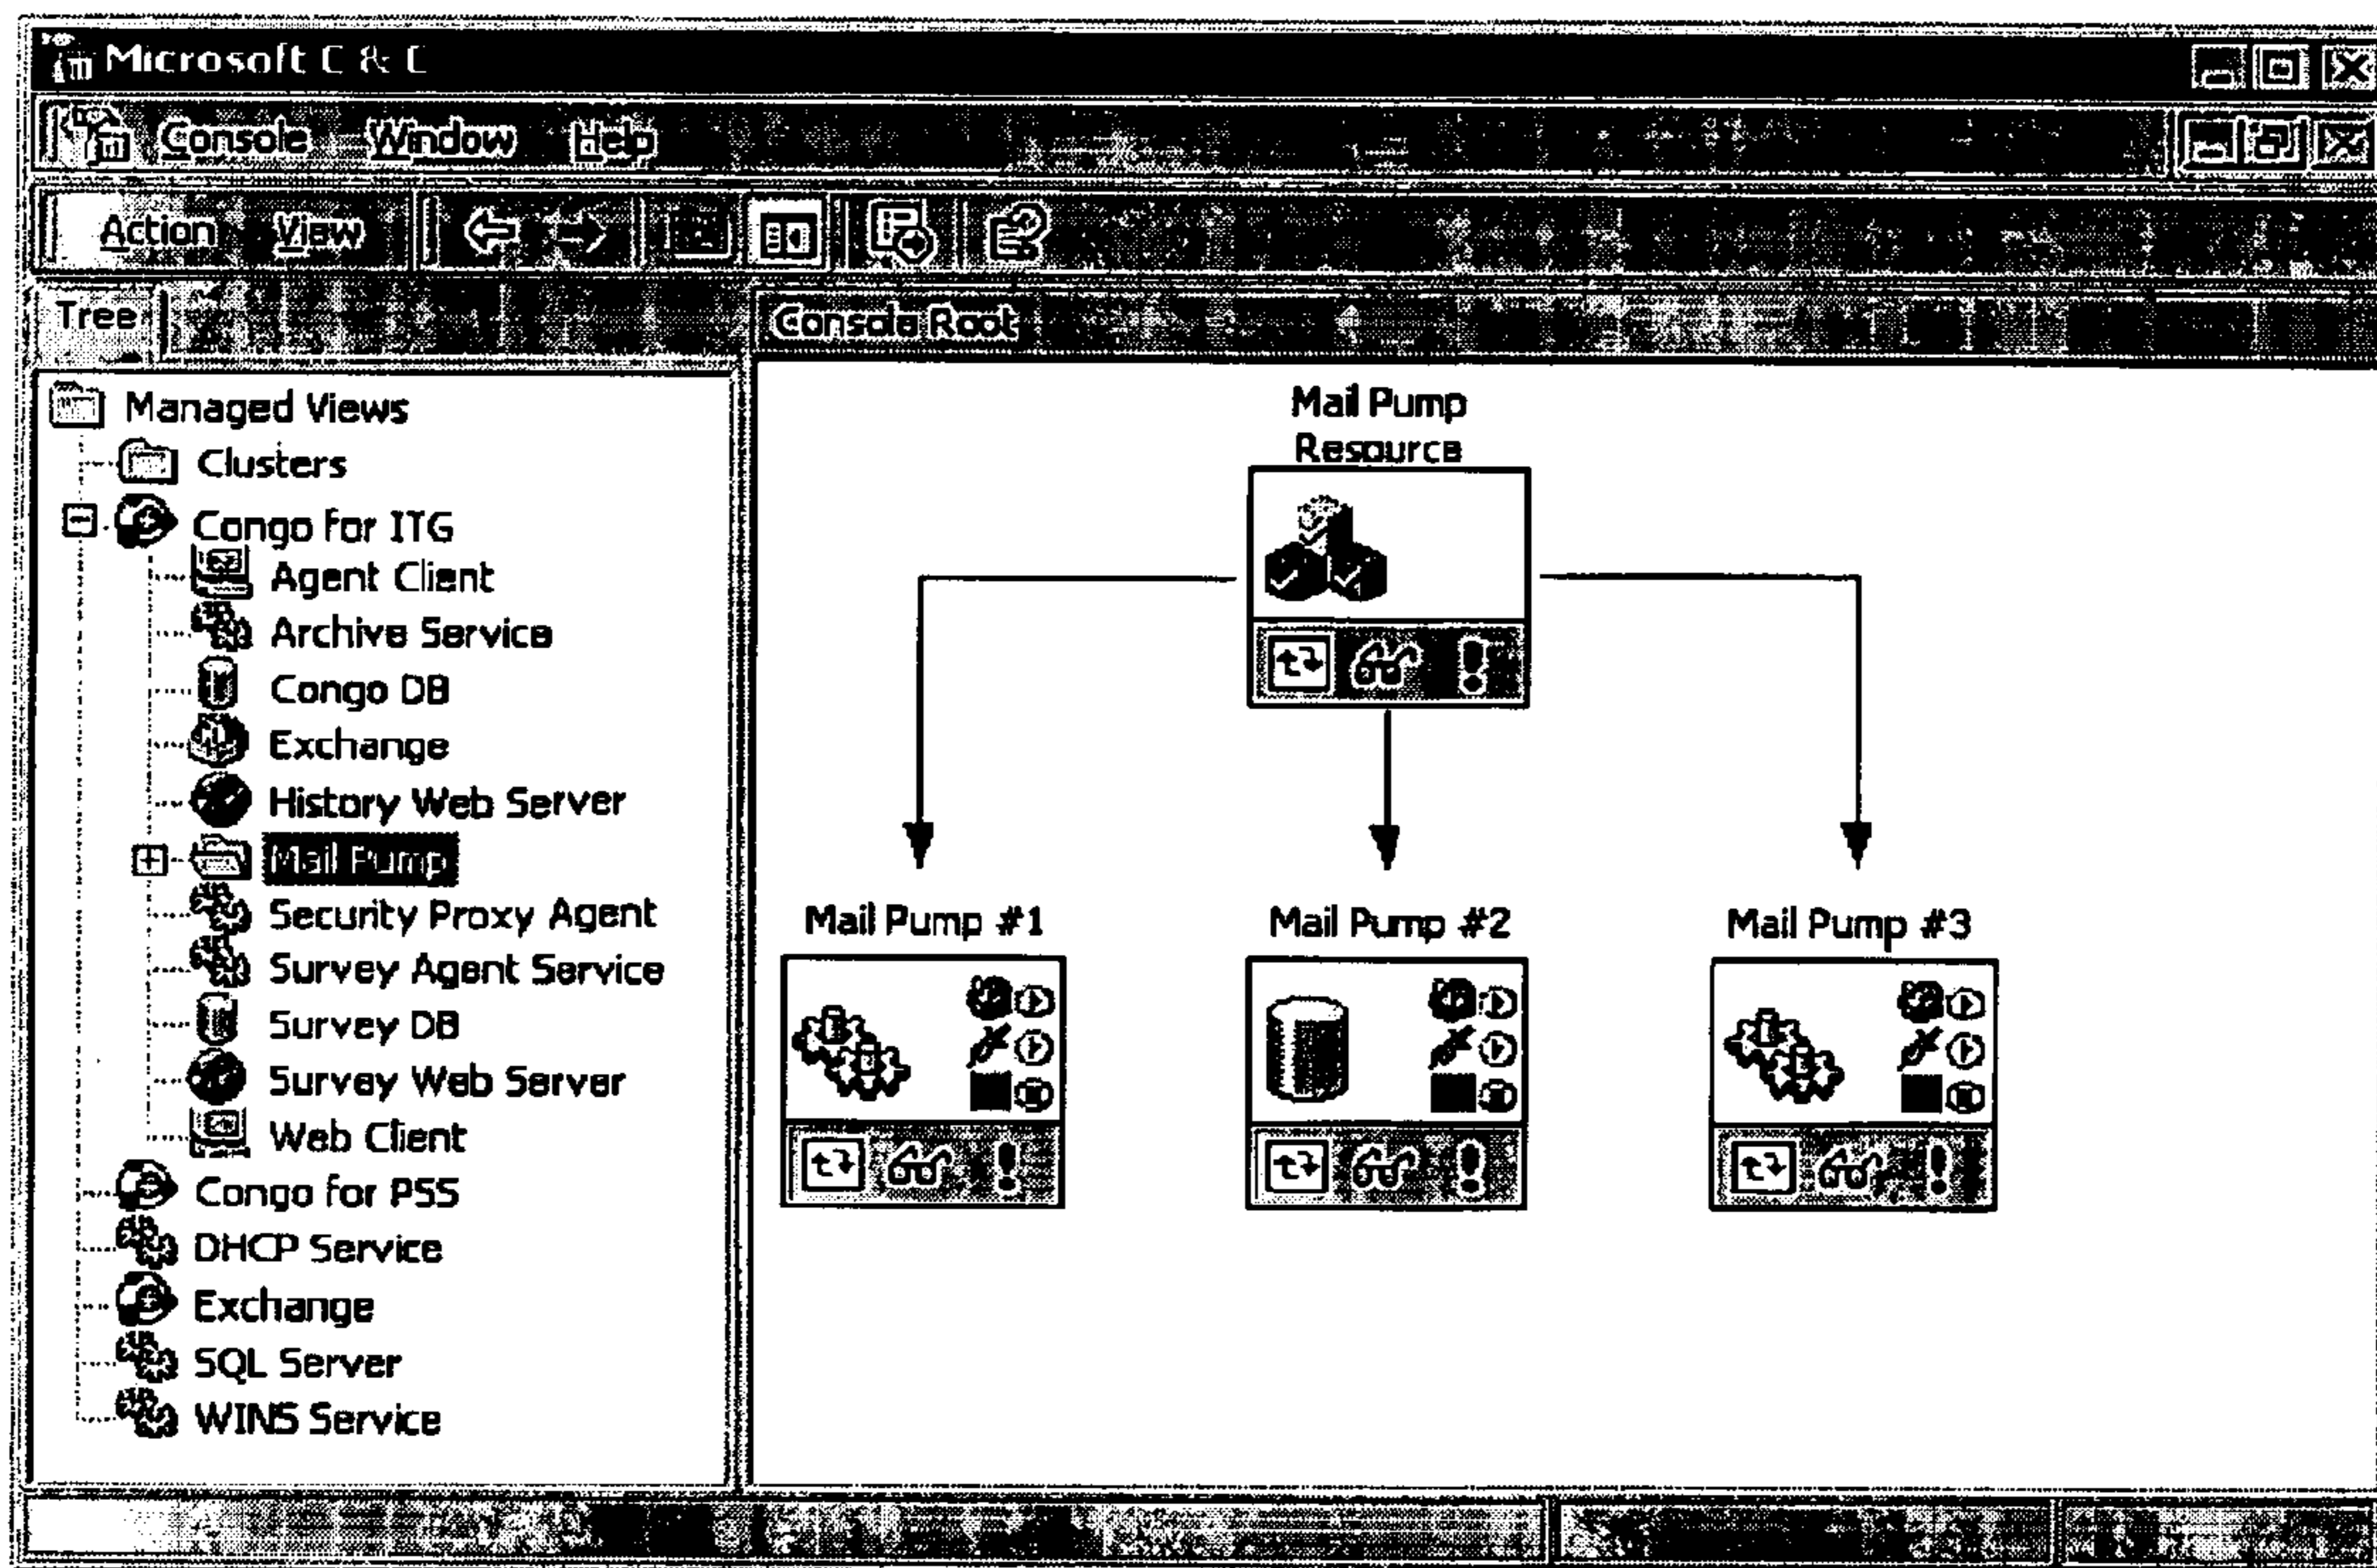 Microsoft C & C
Console Window Help
Action View
Tree
Console Root
Managed Views
Clusters
Congo for ITG
Agent Client
Archive Service
Congo DB
Exchange
History Web Server
Mail Pump
Security Proxy Agent
Survey Agent Service
Survey DB
Survey Web Server
Web Client
Congo for PSS
DHCP Service
Exchange
SQL Server
WINS Service
Mail Pump
Resource
Mail Pump #1
Mail Pump #2
Mail Pump #3